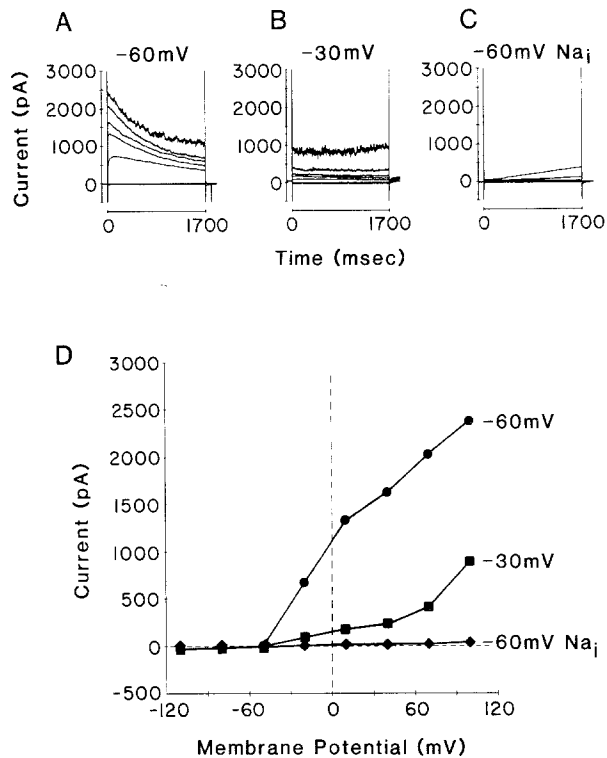 A
B
C
-60mV
-30mV
-60mV Nai
Current (pA)
3000
2000
1000
0
3000
2000
1000
0
3000
2000
1000
0
0 1700
0 1700
0 1700
Time (msec)
D
Current (pA)
3000
2500
2000
1500
1000
500
0
-500
-60mV
-30mV
-60mV Nai
-120 -60 0 60 120
Membrane Potential (mV)